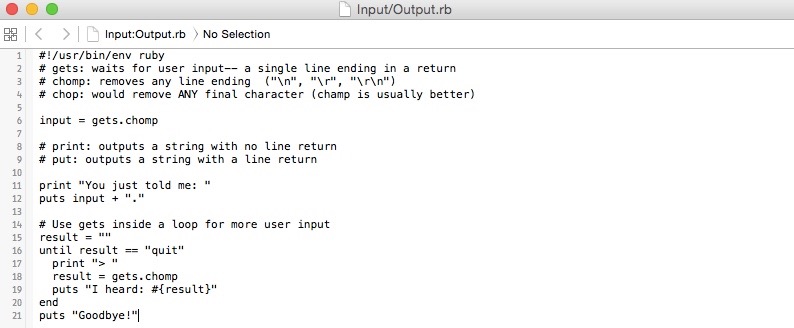 Input/Output.rb
Input:Output.rb 〉 No Selection
1 #!/usr/bin/env ruby
2 # gets: waits for user input-- a single line ending in a return
3 # chomp: removes any line ending  ("\n", "\r", "\r\n")
4 # chop: would remove ANY final character (champ is usually better)
5
6 input = gets.chomp
7
8 # print: outputs a string with no line return
9 # put: outputs a string with a line return
10
11 print "You just told me: "
12 puts input + "."
13
14 # Use gets inside a loop for more user input
15 result = ""
16 until result == "quit"
17   print "> "
18   result = gets.chomp
19   puts "I heard: #{result}"
20 end
21 puts "Goodbye!"